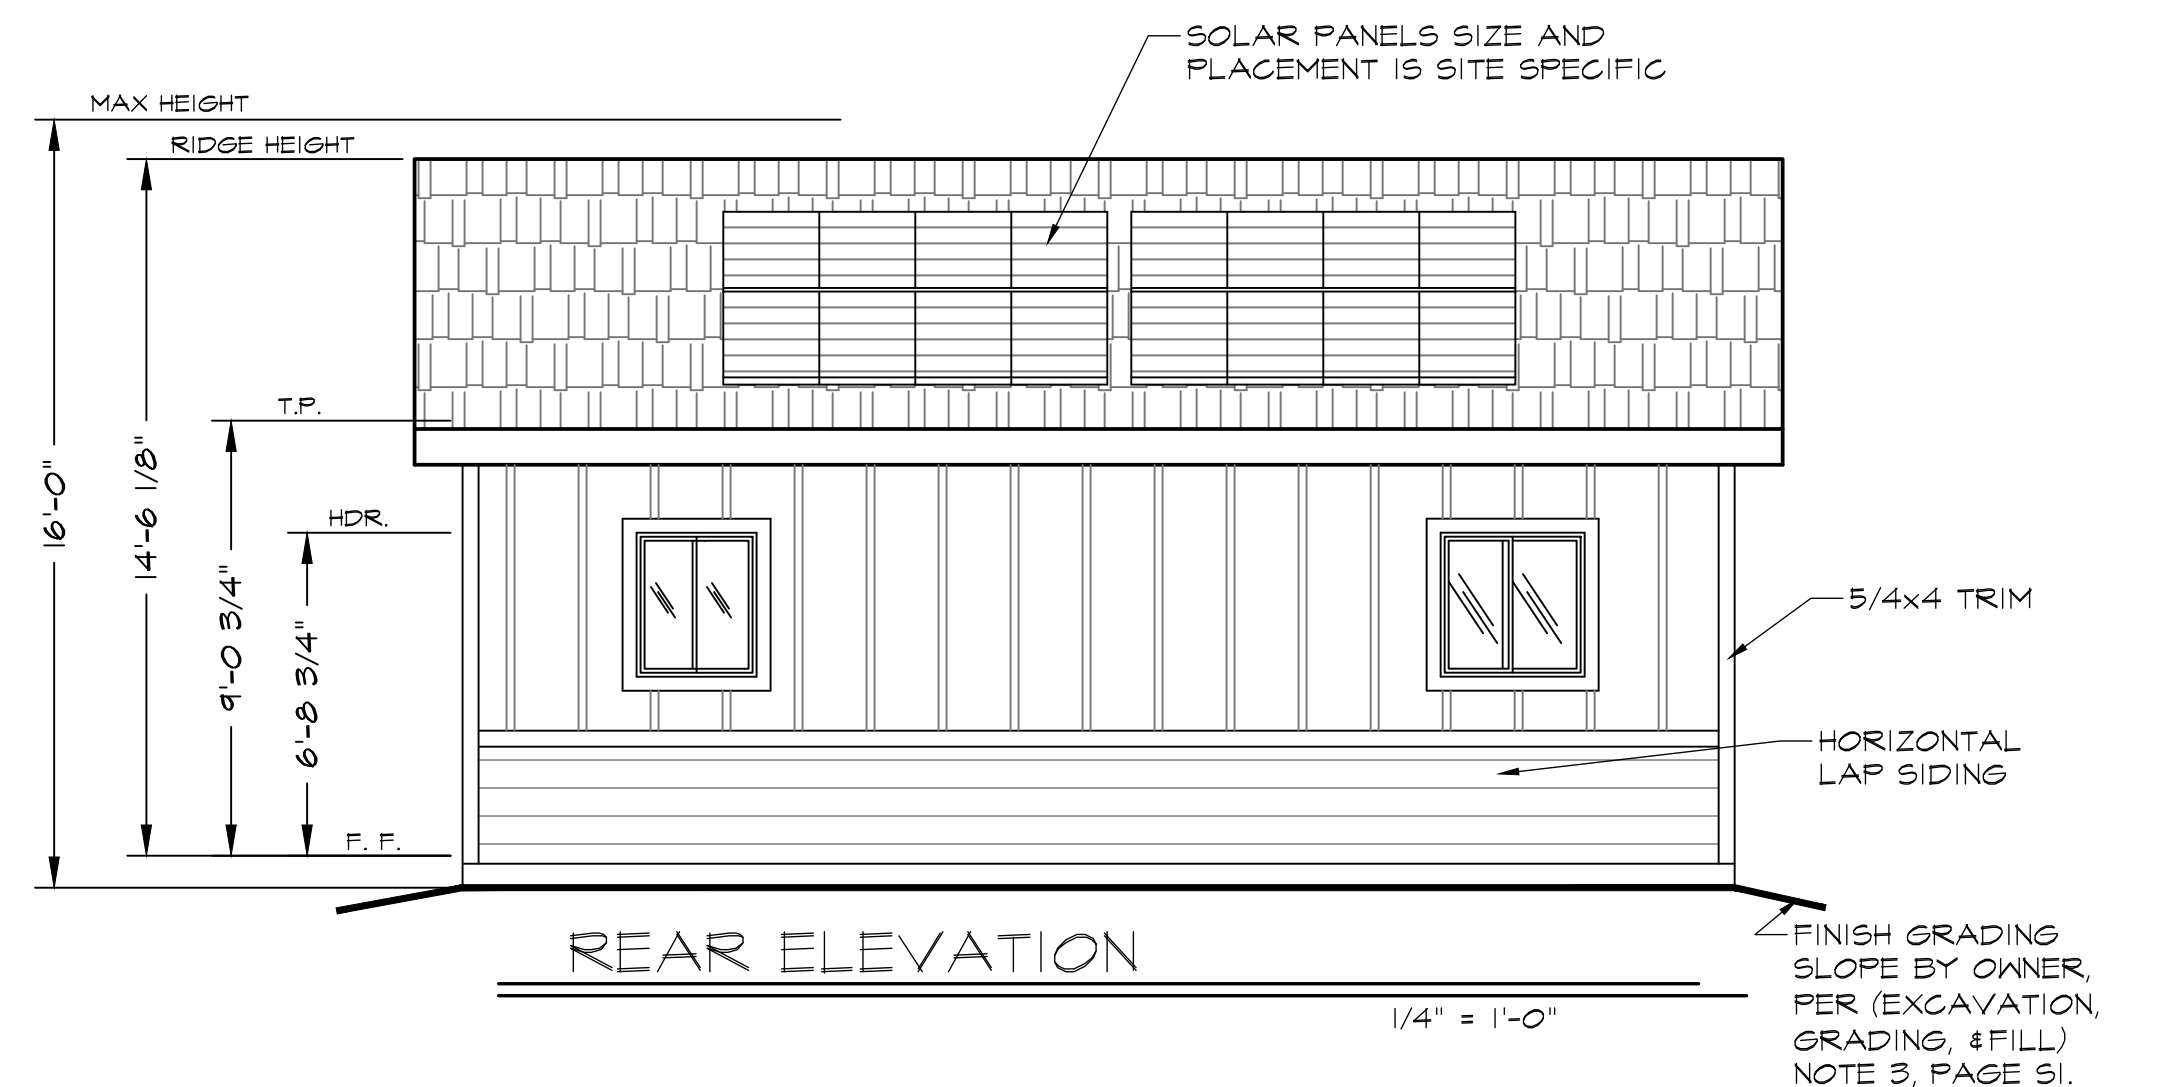 SOLAR PANELS SIZE AND
PLACEMENT IS SITE SPECIFIC
MAX HEIGHT
RIDGE HEIGHT
T.P.
HDR.
16'-0"
14'-6 1/8"
9'-0 3/4"
6'-8 3/4"
F. F.
5/4x4 TRIM
HORIZONTAL
LAP SIDING
REAR ELEVATION
1/4" = 1'-0"
FINISH GRADING
SLOPE BY OWNER,
PER (EXCAVATION,
GRADING, & FILL)
NOTE 3, PAGE S1.